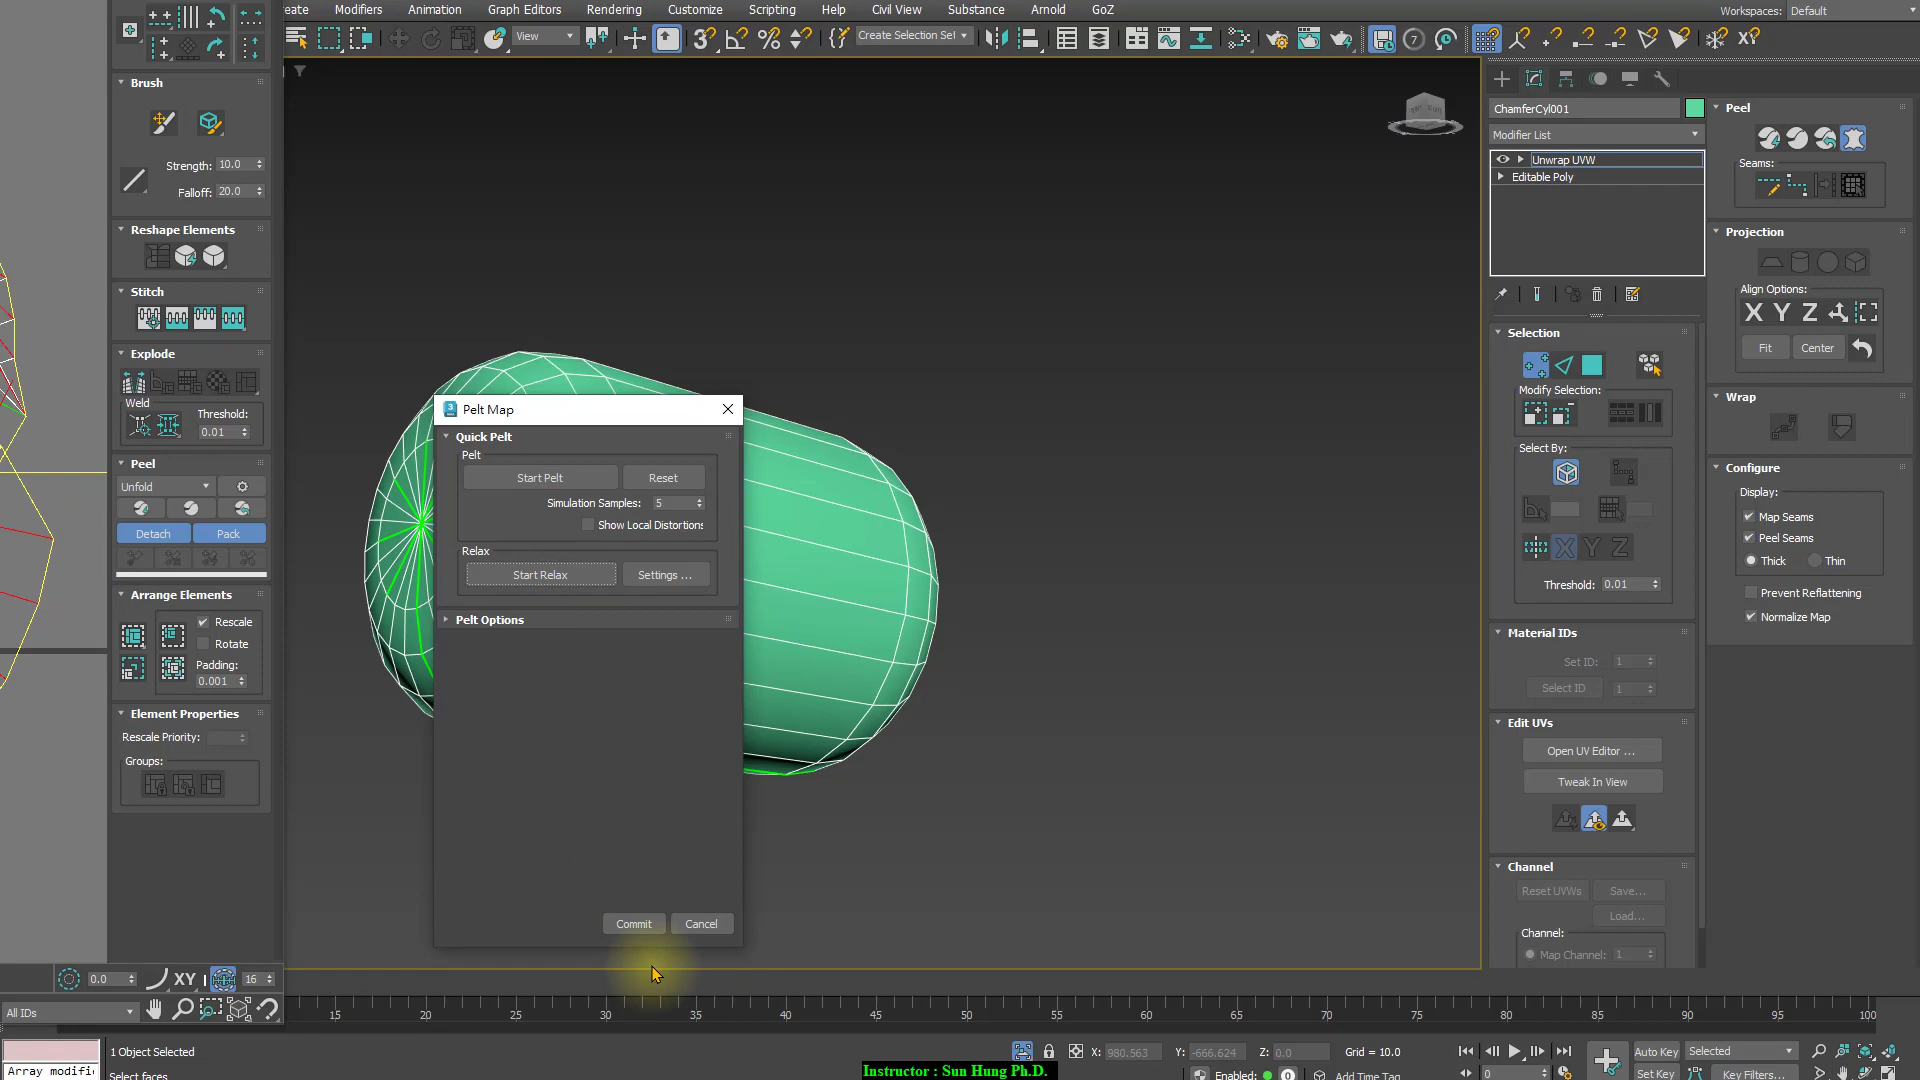 reate Modifiers Animation Graph Editors Rendering Customize Scripting Help Civil View Substance Arnold GoZ Workspaces: Default
View Create Selection Set
Brush
Strength: 10.0
Falloff: 20.0
Reshape Elements
Stitch
Explode
Weld Threshold:
0.01
Peel
Unfold
Detach Pack
Arrange Elements
Rescale
Rotate
Padding:
0.001
Element Properties
Rescale Priority:
Groups:
0.0 XY 16
All IDs
Pelt Map
Quick Pelt
Pelt
Start Pelt Reset
Simulation Samples: 5
Show Local Distortions
Relax
Start Relax Settings ...
Pelt Options
Commit Cancel
ChamferCyl001
Modifier List
Unwrap UVW
Editable Poly
Selection
Modify Selection:
Select By:
X Y Z
Threshold: 0.01
Material IDs
Set ID: 1
Select ID 1
Edit UVs
Open UV Editor ...
Tweak In View
Channel
Reset UVWs Save...
Load...
Channel:
Map Channel: 1
Peel
Seams:
Projection
Align Options:
X Y Z
Fit Center
Wrap
Configure
Display:
Map Seams
Peel Seams
Thick Thin
Prevent Reflattening
Normalize Map
15 20 25 30 35 40 45 50 55 60 65 70 75 80 85 90 95 100
1 Object Selected X: 980.563 Y: -666.624 Z: 0.0 Grid = 10.0 Auto Key Selected
Array modifi Select faces Instructor : Sun Hung Ph.D. Enabled: 0 Add Time Tag 0 Set Key Key Filters...